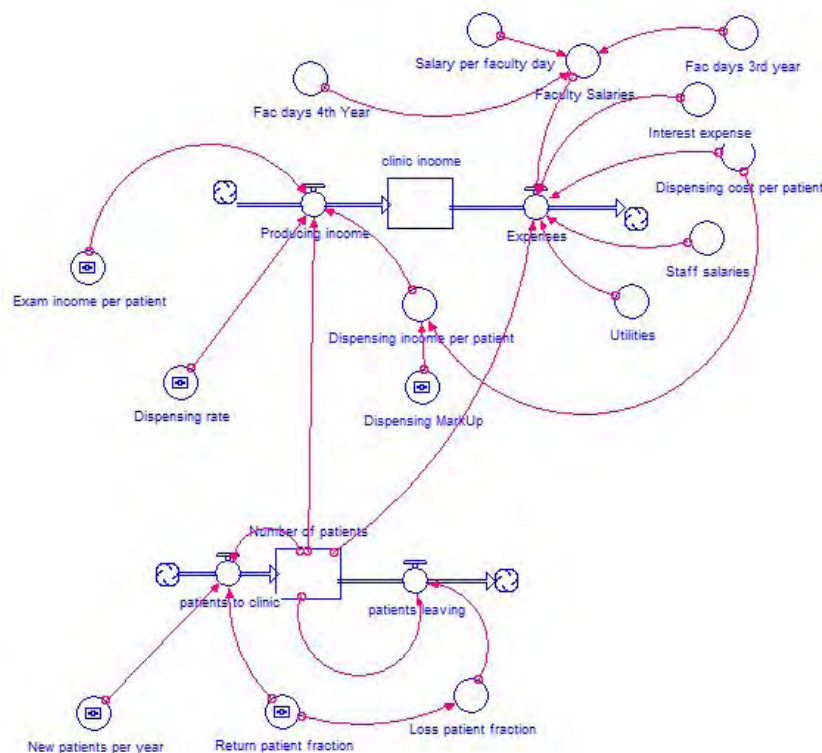 Salary per faculty day
Fac days 3rd year
Fac days 4th Year
Faculty Salaries
Interest expense
clinic income
Dispensing cost per patient
Producing income
Expenses
Staff salaries
Exam income per patient
Dispensing income per patient
Utilities
Dispensing rate
Dispensing MarkUp
Number of patients
patients to clinic
patients leaving
New patients per year
Return patient fraction
Loss patient fraction